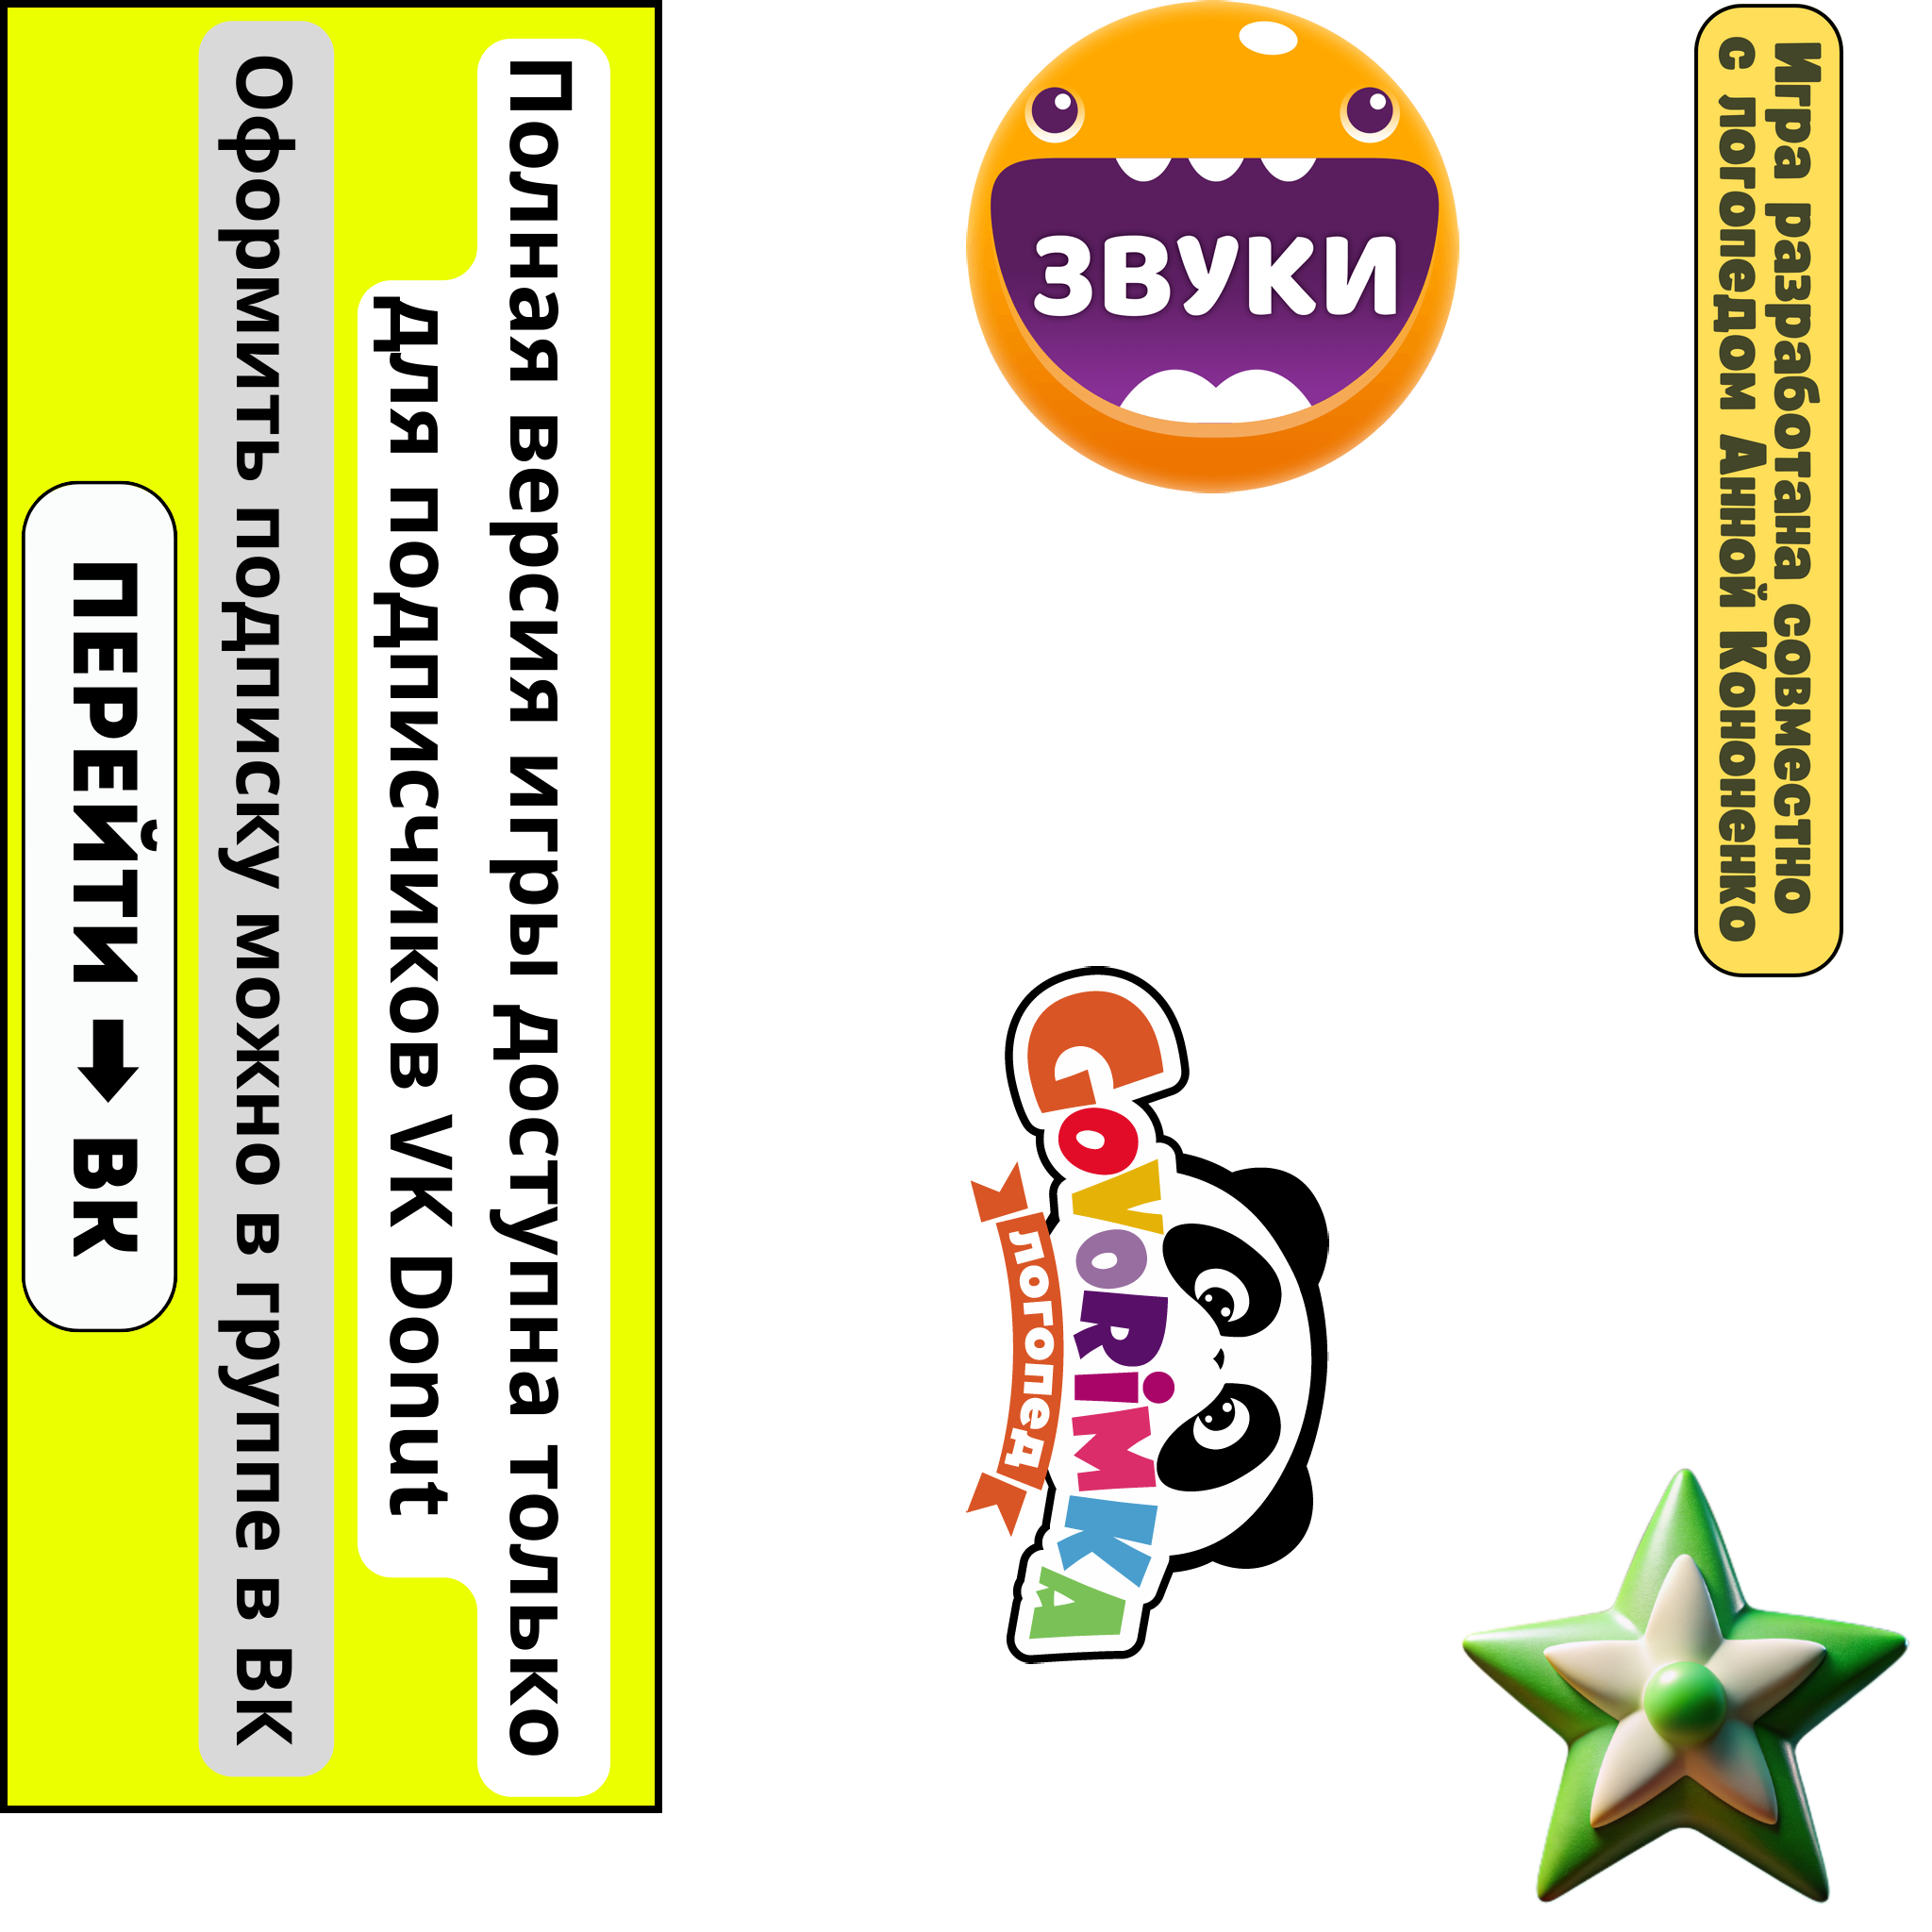 Полная версия игры доступна только
для подписчиков VK Donut
Оформить подписку можно в группе в ВК
ПЕРЕЙТИ ➡ ВК
ЗВУКИ
Игра разработана совместно
с логопедом Анной Кононенко
GOVORiMKA
логопед